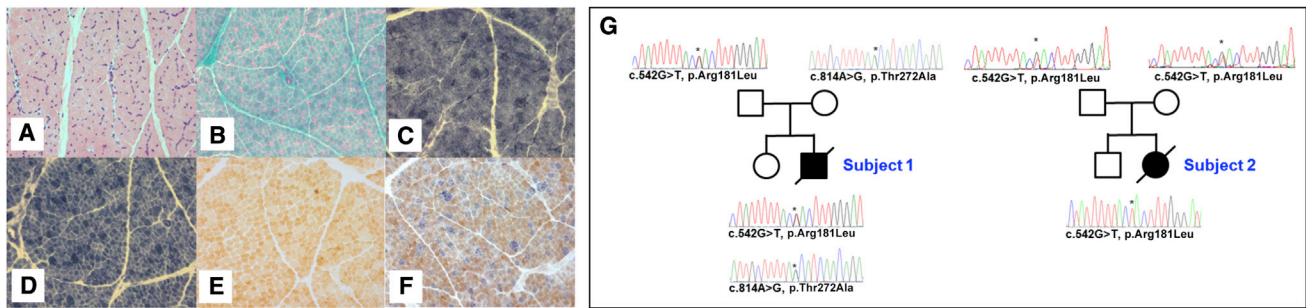 A
B
C
D
E
F
G
c.542G>T, p.Arg181Leu
c.814A>G, p.Thr272Ala
c.542G>T, p.Arg181Leu
c.542G>T, p.Arg181Leu
Subject 1
Subject 2
c.542G>T, p.Arg181Leu
c.542G>T, p.Arg181Leu
c.814A>G, p.Thr272Ala